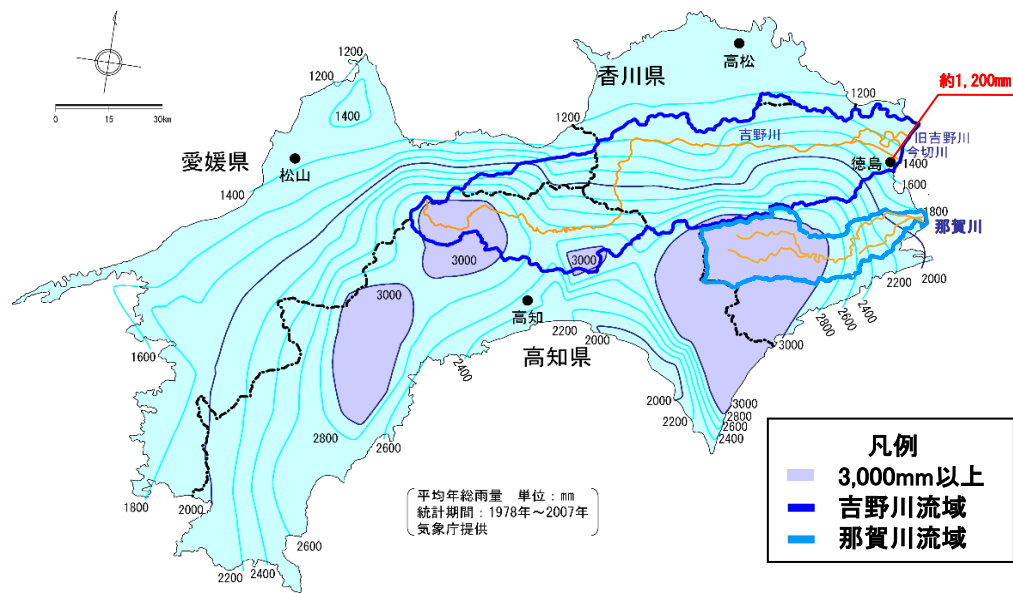 0
15
30km
1200
1200
1400
愛媛県
松山
1400
香川県
高松
1200
1200
約1,200mm
吉野川
旧吉野川
今切川
徳島
1400
1600
1800
那賀川
2000
2200
2400
2600
2800
3000
3000
3000
3000
高知
高知県
2200
2000
2400
2000
2200
3000
2800
2600
2400
1600
2800
2600
1800
2000
2600
2200
2400
平均年総雨量 単位：mm
統計期間：1978年～2007年
気象庁提供
凡例
3,000mm以上
吉野川流域
那賀川流域